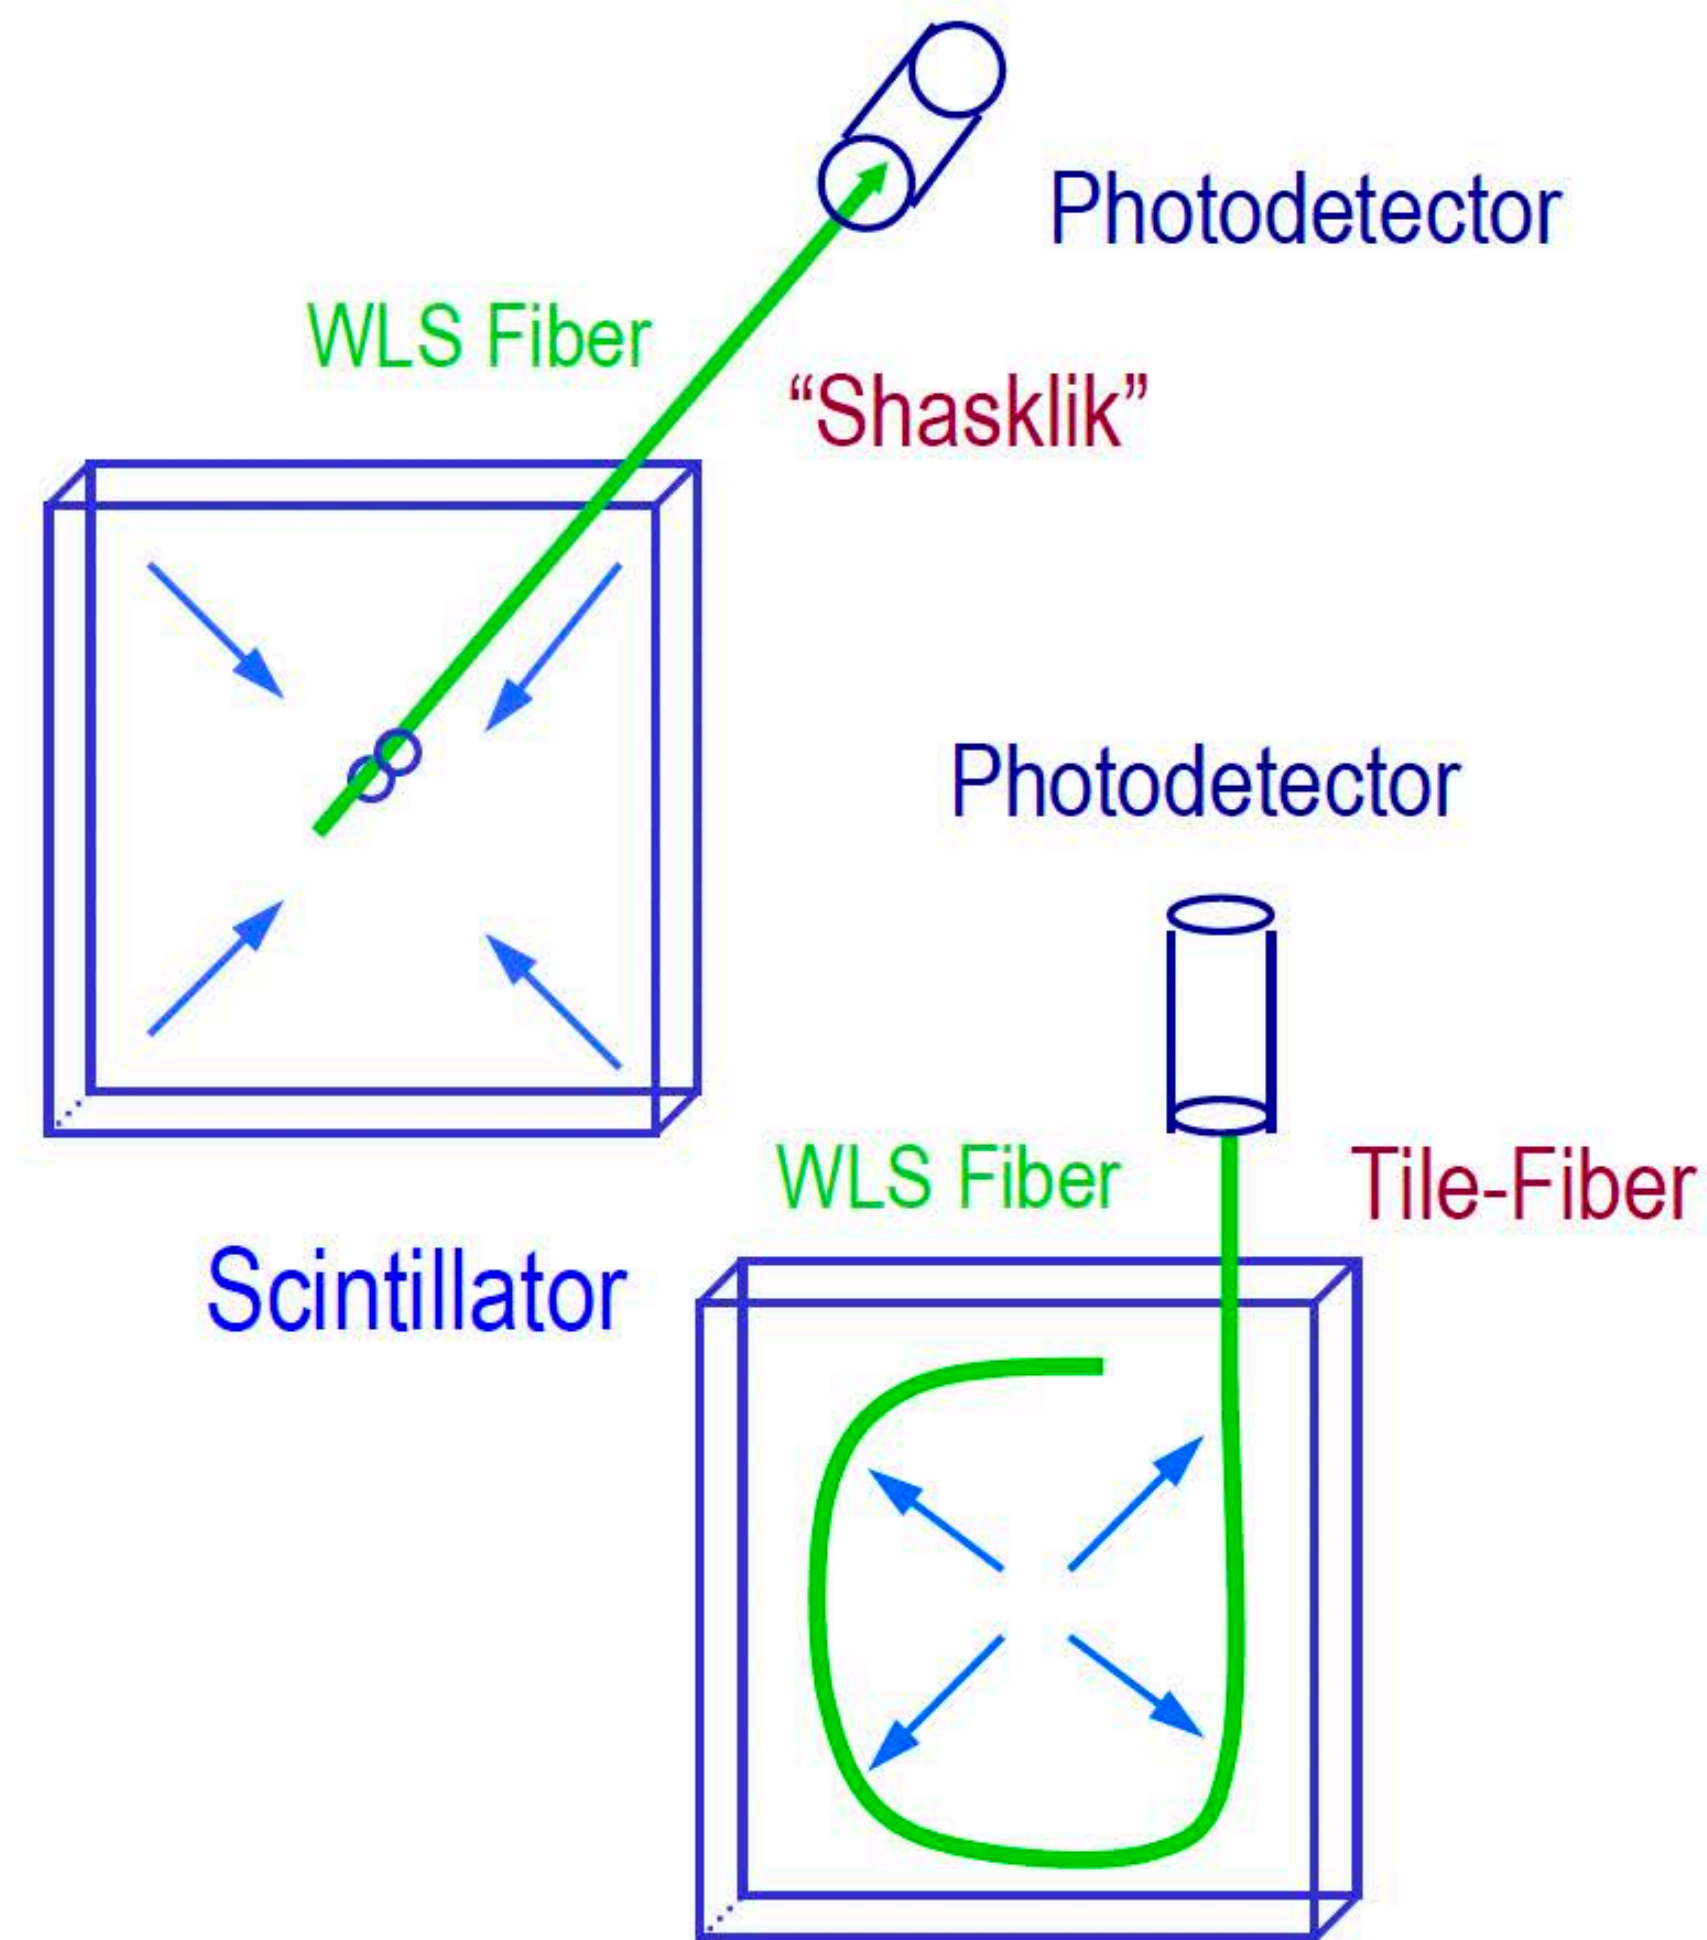 Photodetector
WLS Fiber
“Shasklik”
Photodetector
WLS Fiber
Tile-Fiber
Scintillator